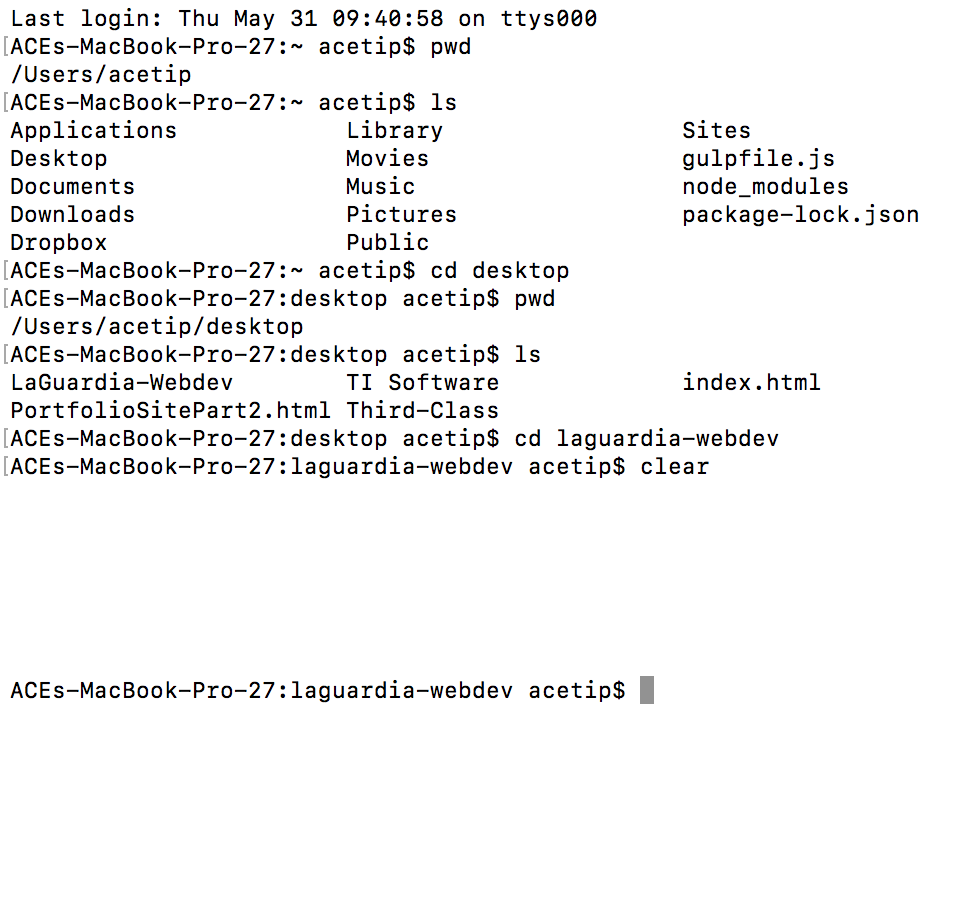 Last login: Thu May 31 09:40:58 on ttys000
[ACEs-MacBook-Pro-27:~ acetip$ pwd
/Users/acetip
[ACEs-MacBook-Pro-27:~ acetip$ ls
Applications            Library                 Sites
Desktop                 Movies                  gulpfile.js
Documents               Music                   node_modules
Downloads               Pictures                package-lock.json
Dropbox                 Public
[ACEs-MacBook-Pro-27:~ acetip$ cd desktop
[ACEs-MacBook-Pro-27:desktop acetip$ pwd
/Users/acetip/desktop
[ACEs-MacBook-Pro-27:desktop acetip$ ls
LaGuardia-Webdev        TI Software             index.html
PortfolioSitePart2.html Third-Class
[ACEs-MacBook-Pro-27:desktop acetip$ cd laguardia-webdev
[ACEs-MacBook-Pro-27:laguardia-webdev acetip$ clear
ACEs-MacBook-Pro-27:laguardia-webdev acetip$